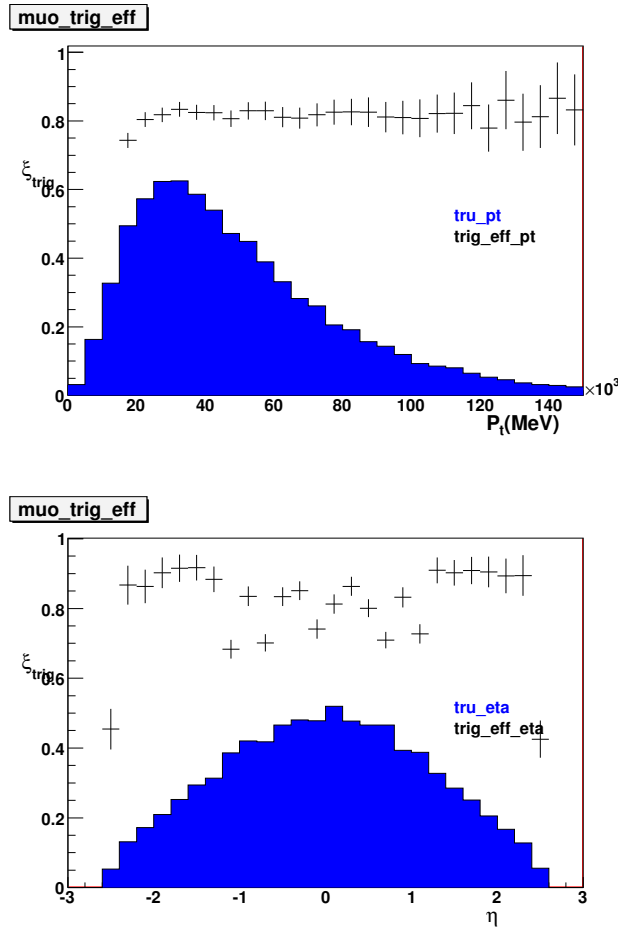 muo_trig_eff
1
0.8
ξtrig
0.6
tru_pt
trig_eff_pt
0.4
0.2
0
0 20 40 60 80 100 120 140 ×10³
Pt(MeV)
muo_trig_eff
1
0.8
ξtrig
0.6
tru_eta
trig_eff_eta
0.4
0.2
0
-3 -2 -1 0 1 2 3
η